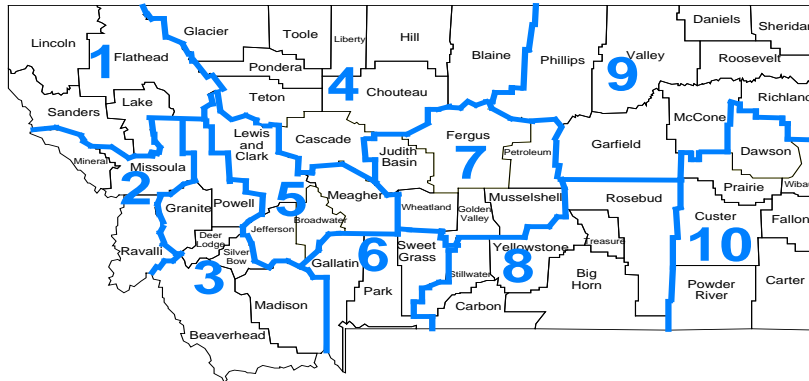 Lincoln
Flathead
Glacier
Toole
Liberty
Hill
Blaine
Phillips
Valley
Daniels
Sheridan
Roosevelt
Richland
1
Pondera
Teton
4
Chouteau
9
McCone
Sanders
Lake
Lewis
and
Clark
Cascade
Judith
Basin
Fergus
Petroleum
Garfield
Dawson
Mineral
Missoula
2
7
Prairie
Wibau
Granite
Powell
5
Meagher
Broadwater
Jefferson
Wheatland
Golden
Valley
Musselshell
Rosebud
Custer
Fallon
10
Ravalli
Deer
Lodge
Silver
Bow
3
Gallatin
6
Sweet
Grass
Park
Stillwater
Yellowstone
8
Treasure
Big
Horn
Carbon
Powder
River
Carter
Madison
Beaverhead